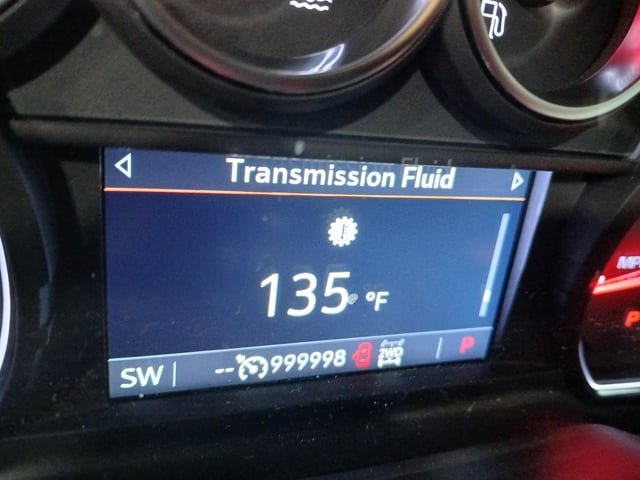 Transmission Fluid
135 °F
SW -- 999998 2WD P